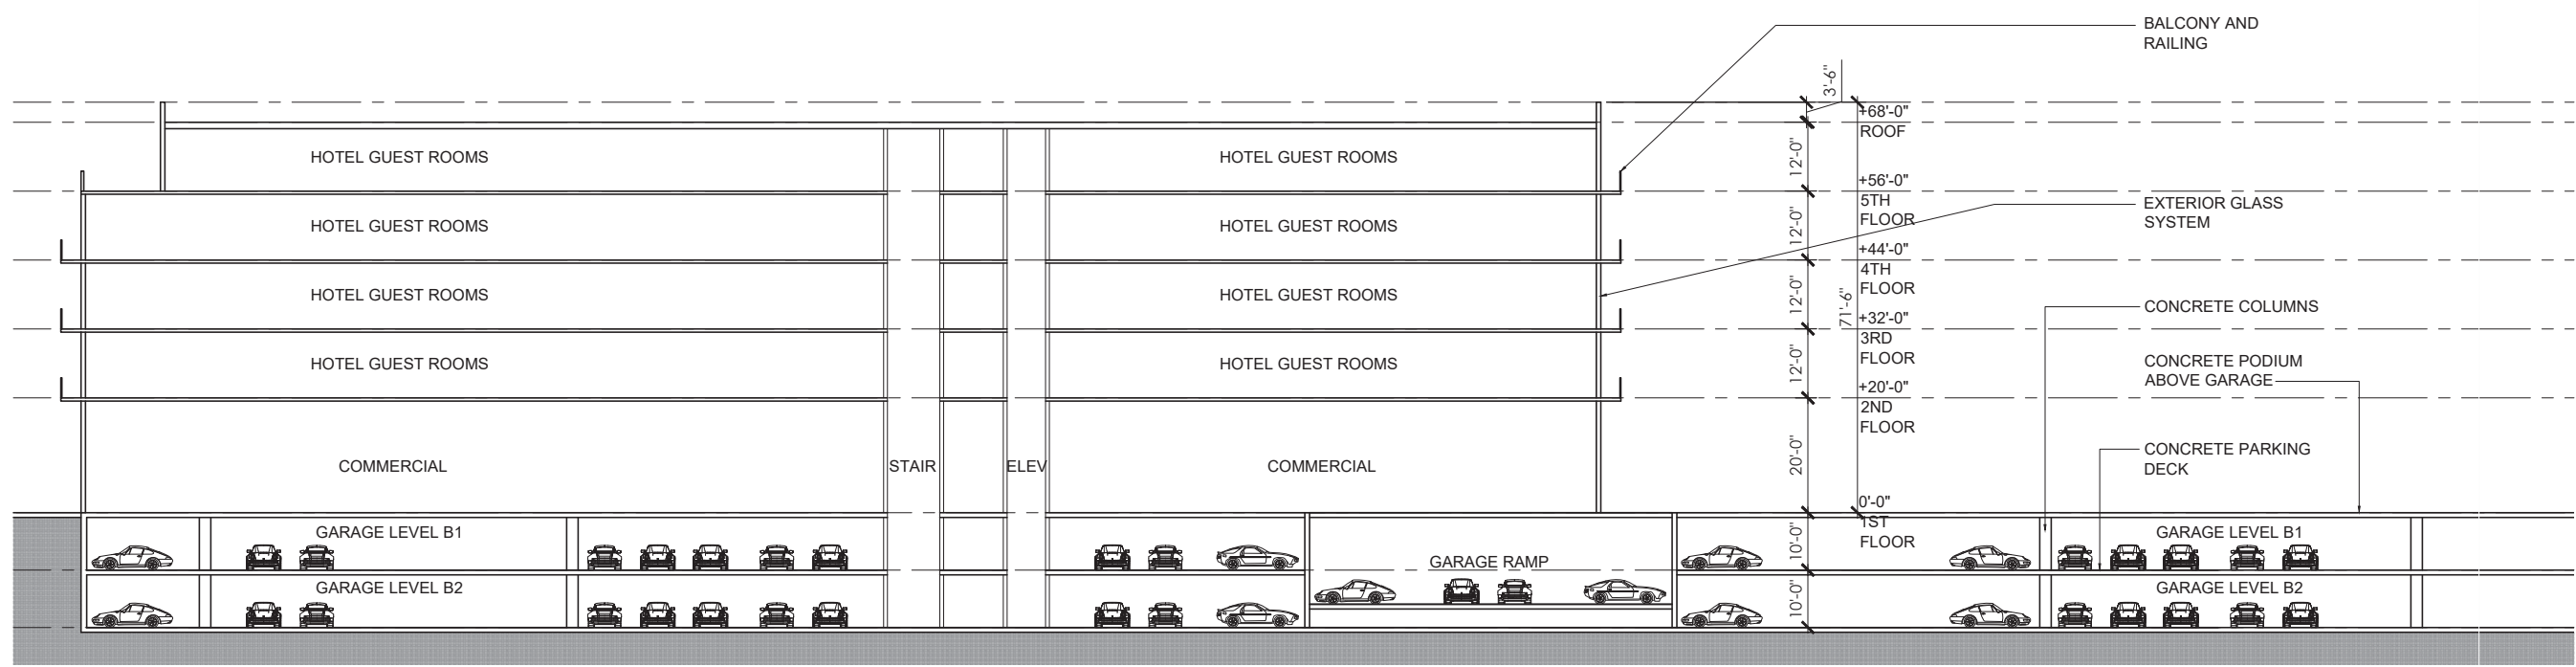 BALCONY AND
RAILING
3'-6"
+68'-0"
ROOF
HOTEL GUEST ROOMS
HOTEL GUEST ROOMS
12'-0"
+56'-0"
5TH
FLOOR
EXTERIOR GLASS
SYSTEM
HOTEL GUEST ROOMS
HOTEL GUEST ROOMS
12'-0"
+44'-0"
4TH
FLOOR
HOTEL GUEST ROOMS
HOTEL GUEST ROOMS
12'-0"
71'-6"
+32'-0"
3RD
FLOOR
CONCRETE COLUMNS
HOTEL GUEST ROOMS
HOTEL GUEST ROOMS
12'-0"
+20'-0"
2ND
FLOOR
CONCRETE PODIUM
ABOVE GARAGE
COMMERCIAL
STAIR
ELEV
COMMERCIAL
20'-0"
CONCRETE PARKING
DECK
0'-0"
1ST
FLOOR
GARAGE LEVEL B1
GARAGE RAMP
10'-0"
GARAGE LEVEL B1
GARAGE LEVEL B2
10'-0"
GARAGE LEVEL B2